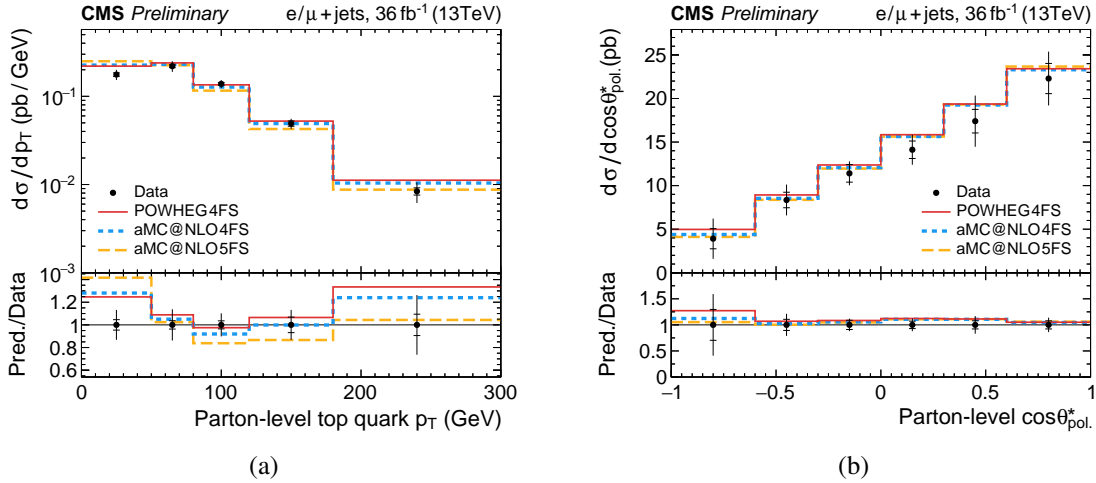 CMS Preliminary e/μ+jets, 36 fb⁻¹ (13TeV)
dσ/dp_T (pb/GeV)
10⁻¹
10⁻²
10⁻³
Data
POWHEG4FS
aMC@NLO4FS
aMC@NLO5FS
Pred./Data
1.2
1
0.8
0.6
0 100 200 300
Parton-level top quark p_T (GeV)
(a)
CMS Preliminary e/μ+jets, 36 fb⁻¹ (13TeV)
dσ/dcosθ*pol. (pb)
25
20
15
10
5
0
Data
POWHEG4FS
aMC@NLO4FS
aMC@NLO5FS
Pred./Data
1.5
1
0.5
0
−1 −0.5 0 0.5 1
Parton-level cosθ*pol.
(b)